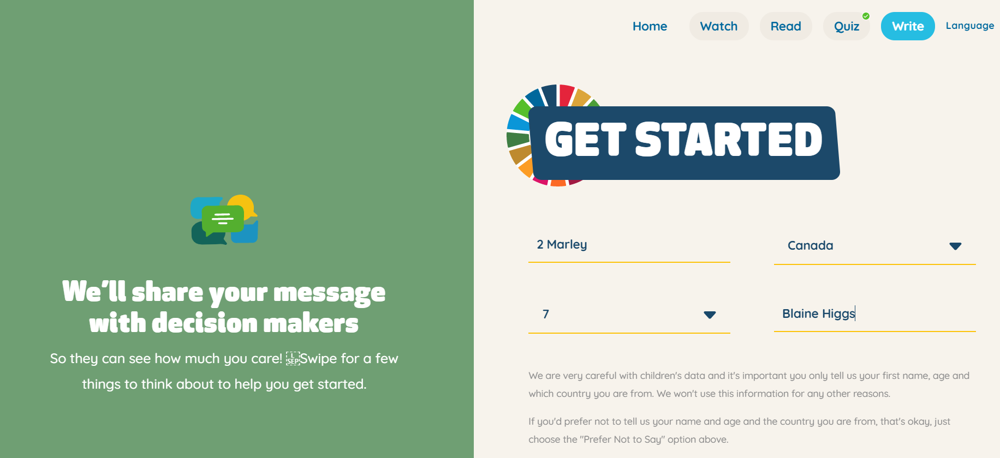 Home Watch Read Quiz Write Language
GET STARTED
2 Marley
Canada
7
Blaine Higgs
We are very careful with children's data and it's important you only tell us your first name, age and
which country you are from. We won't use this information for any other reasons.
If you'd prefer not to tell us your name and age and the country you are from, that's okay, just
choose the "Prefer Not to Say" option above.
We'll share your message
with decision makers
So they can see how much you care! LSEPSwipe for a few
things to think about to help you get started.